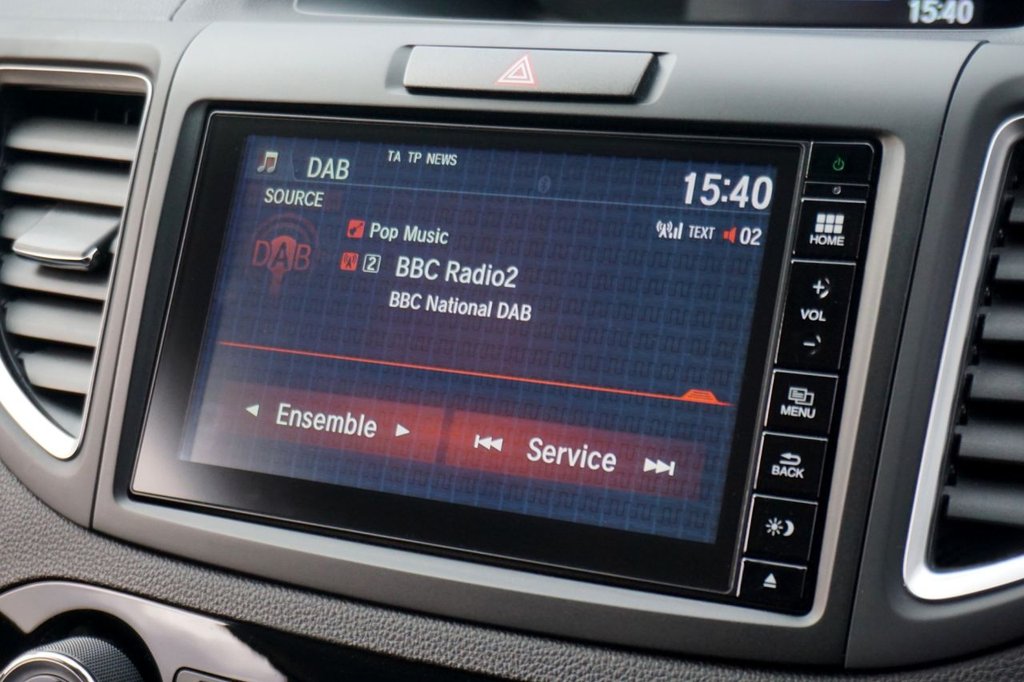 15:40
DAB
TA TP NEWS
15:40
SOURCE
TEXT 02
DAB
Pop Music
2 BBC Radio2
BBC National DAB
Ensemble
Service
HOME
+
VOL
-
MENU
BACK